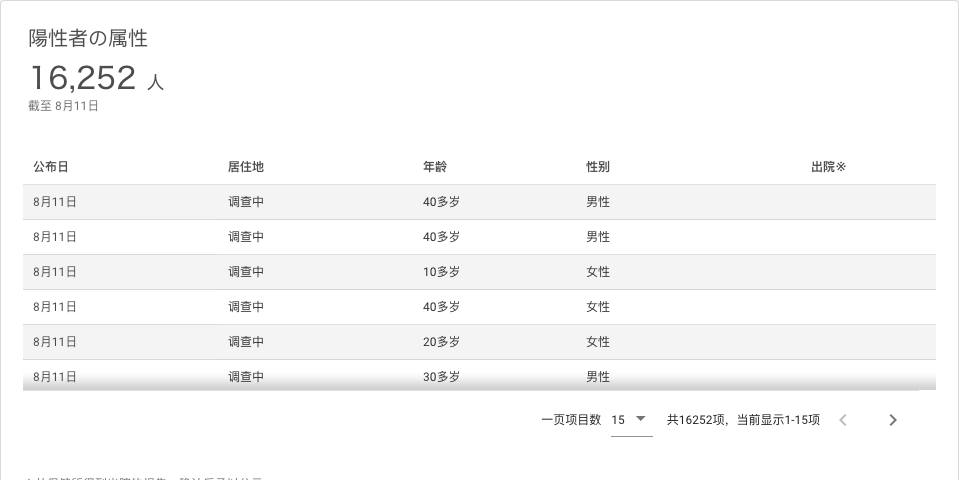 陽性者の属性
16,252 人
截至 8月11日
公布日 居住地 年龄 性别 出院※
8月11日 调查中 40多岁 男性
8月11日 调查中 40多岁 男性
8月11日 调查中 10多岁 女性
8月11日 调查中 40多岁 女性
8月11日 调查中 20多岁 女性
8月11日 调查中 30多岁 男性
一页项目数 15 共16252项，当前显示1-15项